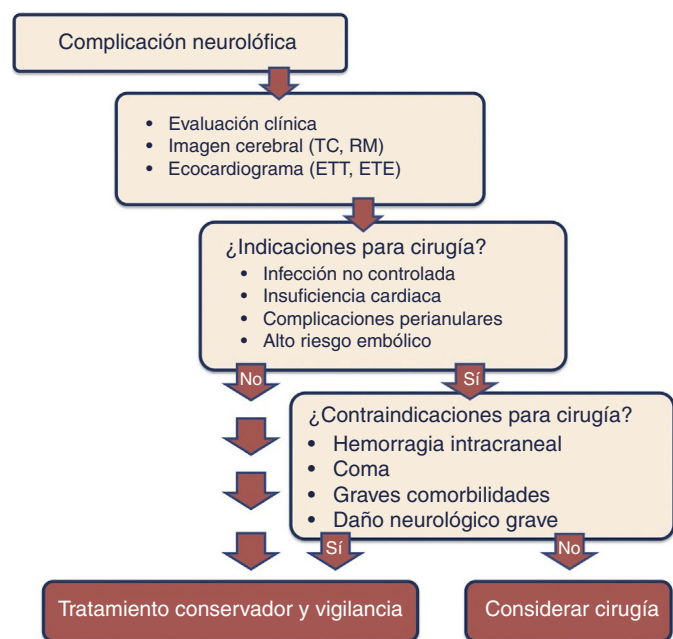 Complicación neurolófica
• Evaluación clínica
• Imagen cerebral (TC, RM)
• Ecocardiograma (ETT, ETE)
¿Indicaciones para cirugía?
• Infección no controlada
• Insuficiencia cardiaca
• Complicaciones perianulares
• Alto riesgo embólico
No
Sí
¿Contraindicaciones para cirugía?
• Hemorragia intracraneal
• Coma
• Graves comorbilidades
• Daño neurológico grave
Sí
No
Tratamiento conservador y vigilancia
Considerar cirugía